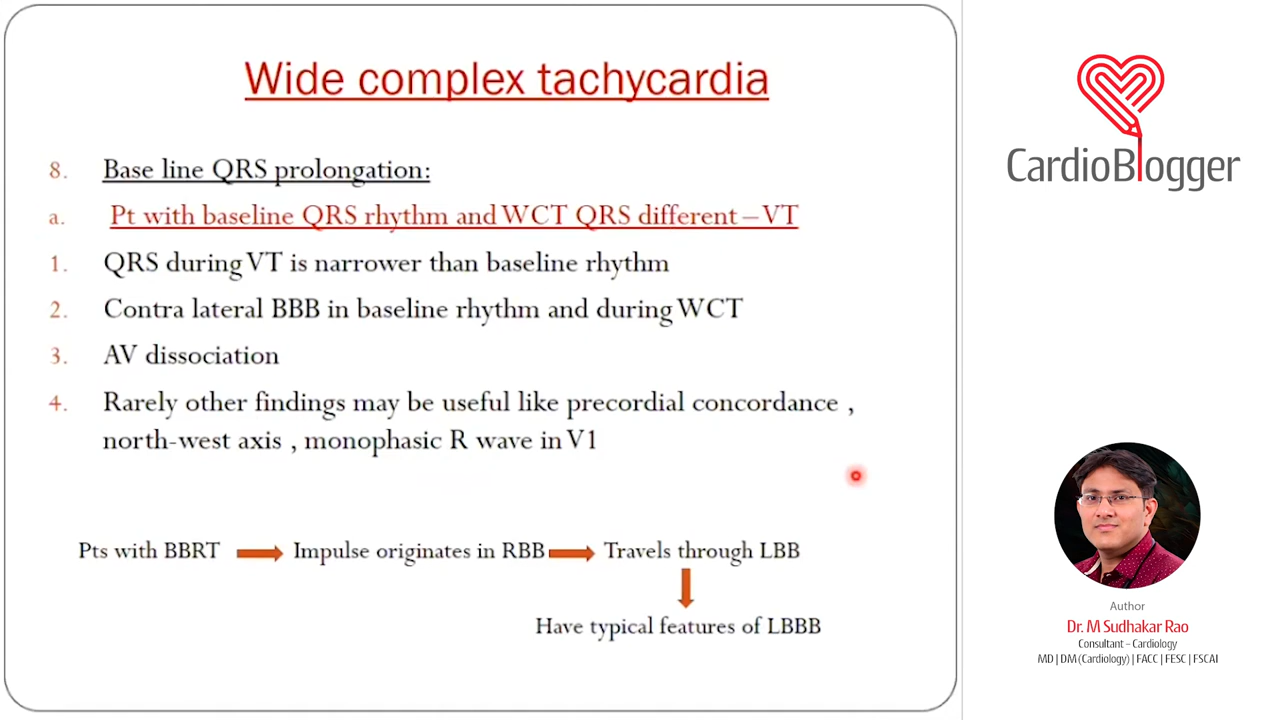 Wide complex tachycardia
8. Base line QRS prolongation:
a. Pt with baseline QRS rhythm and WCT QRS different – VT
1. QRS during VT is narrower than baseline rhythm
2. Contra lateral BBB in baseline rhythm and during WCT
3. AV dissociation
4. Rarely other findings may be useful like precordial concordance ,
north-west axis , monophasic R wave in V1
Pts with BBRT
Impulse originates in RBB
Travels through LBB
Have typical features of LBBB
CardioBlogger
Author
Dr. M Sudhakar Rao
Consultant – Cardiology
MD | DM (Cardiology) | FACC | FESC | FSCAI